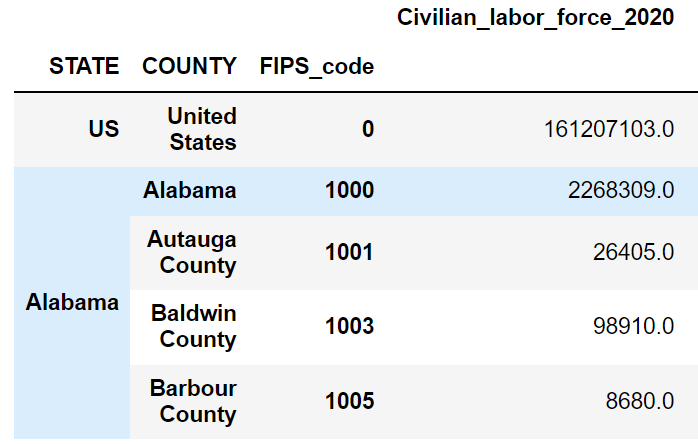 Civilian_labor_force_2020
STATE COUNTY FIPS_code
US United States 0 161207103.0
Alabama Alabama 1000 2268309.0
Autauga County 1001 26405.0
Baldwin County 1003 98910.0
Barbour County 1005 8680.0